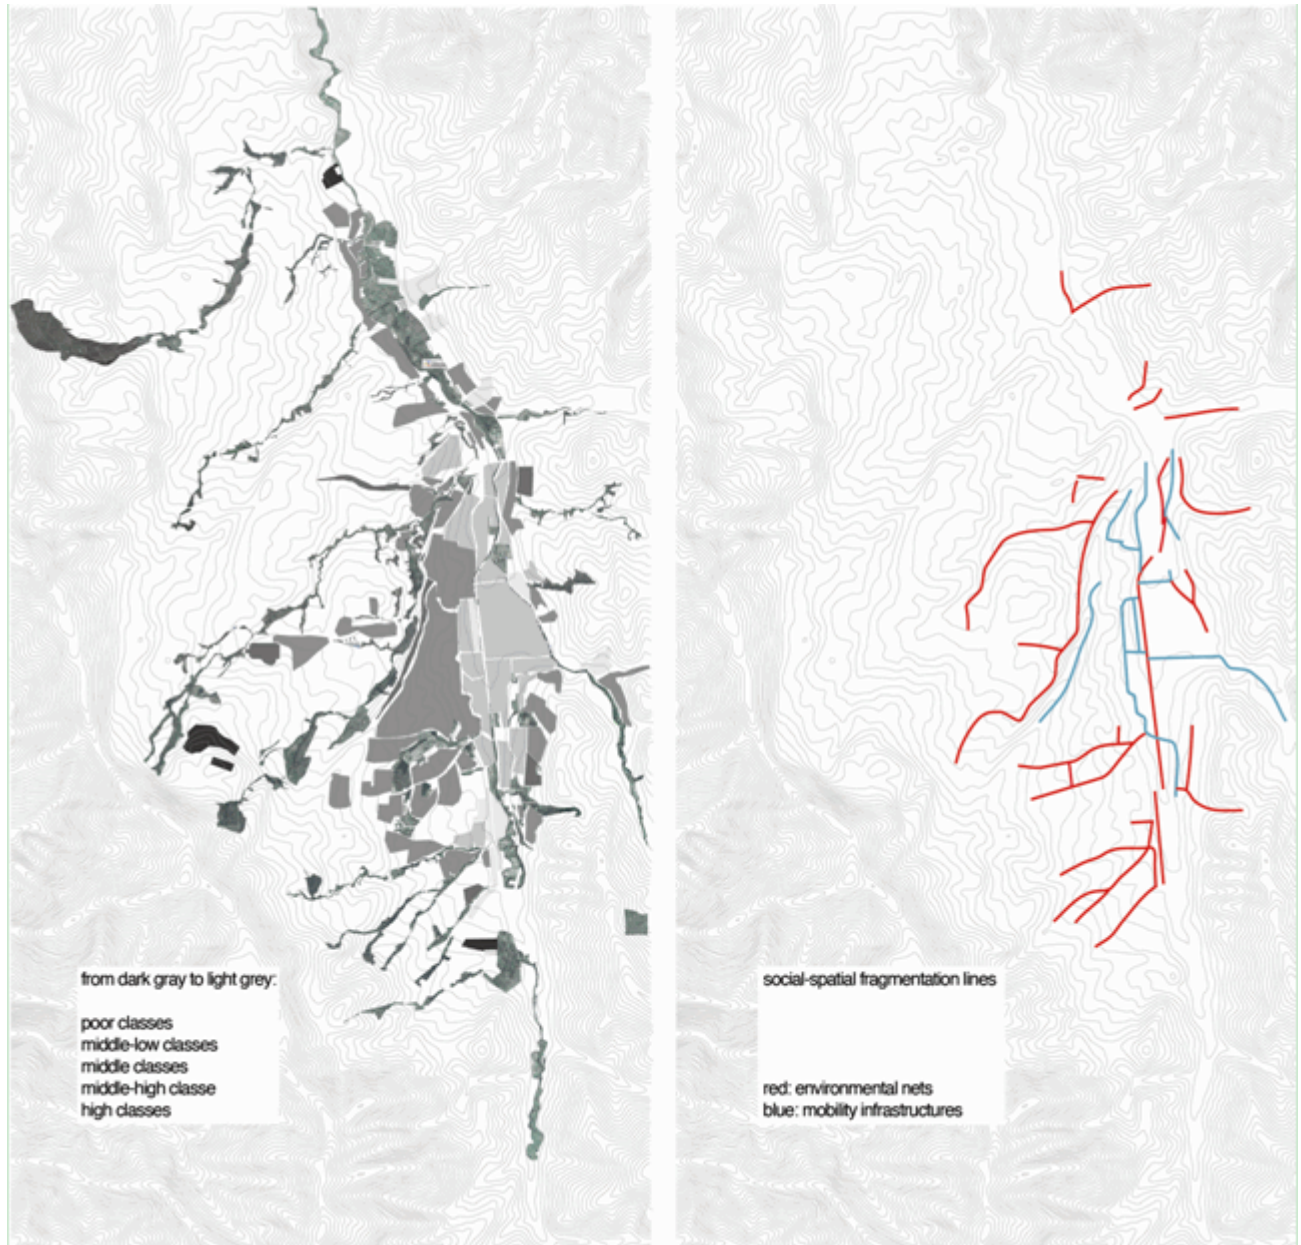 from dark gray to light grey:
poor classes
middle-low classes
middle classes
middle-high classe
high classes
social-spatial fragmentation lines
red: environmental nets
blue: mobility infrastructures